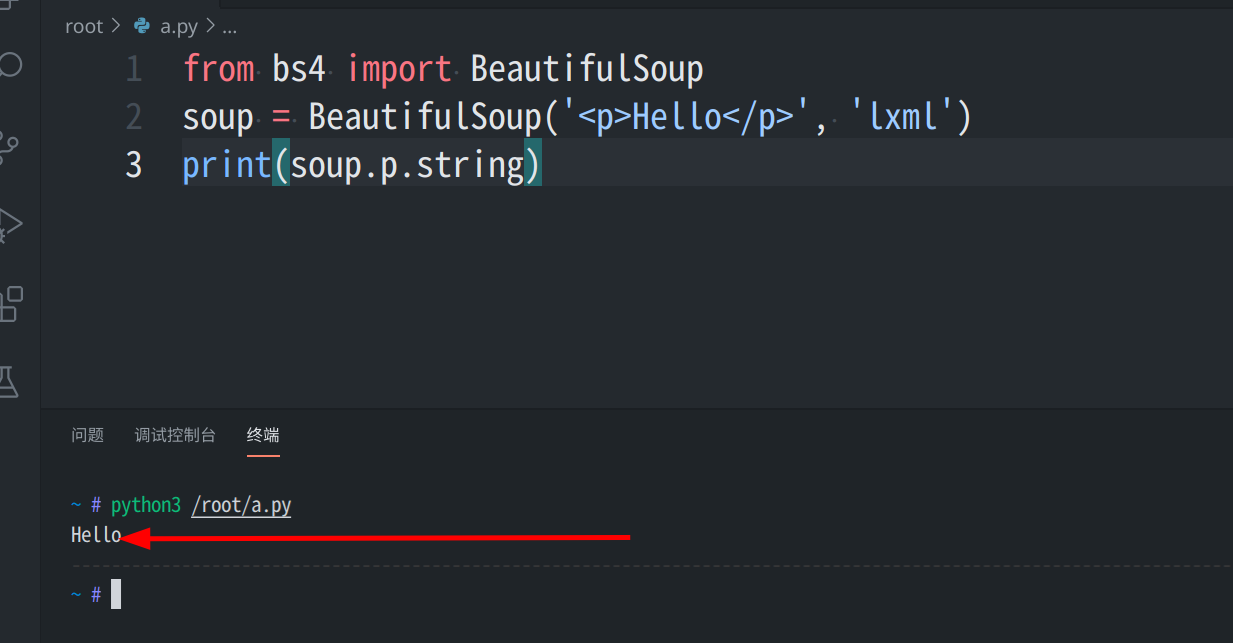 root > a.py > ...
1 from bs4 import BeautifulSoup
2 soup = BeautifulSoup('<p>Hello</p>', 'lxml')
3 print(soup.p.string)
问题 调试控制台 终端
~ # python3 /root/a.py
Hello
~ #